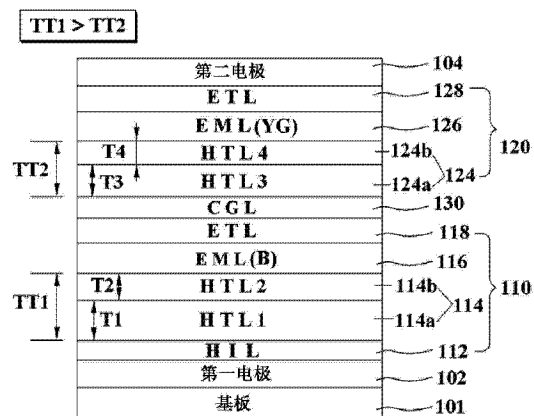 TT1 > TT2
第二电极 104
ETL 128
EML(YG) 126 120
T4 HTL4 124b
TT2 T3 HTL3 124a 124
CGL 130
ETL 118
EML(B) 116 110
T2 HTL2 114b
TT1 T1 HTL1 114a 114
HIL 112
第一电极 102
基板 101